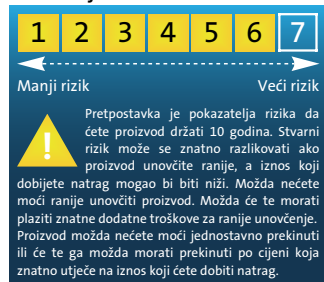 1 2 3 4 5 6 7
Manji rizik Veći rizik
Pretpostavka je pokazatelja rizika da
ćete proizvod držati 10 godina. Stvarni
rizik može se znatno razlikovati ako
proizvod unovčite ranije, a iznos koji
dobijete natrag mogao bi biti niži. Možda nećete
moći ranije unovčiti proizvod. Možda će te morati
plaziti znatne dodatne troškove za ranije unovčenje.
Proizvod možda nećete moći jednostavno prekinuti
ili će te ga možda morati prekinuti po cijeni koja
znatno utječe na iznos koji ćete dobiti natrag.